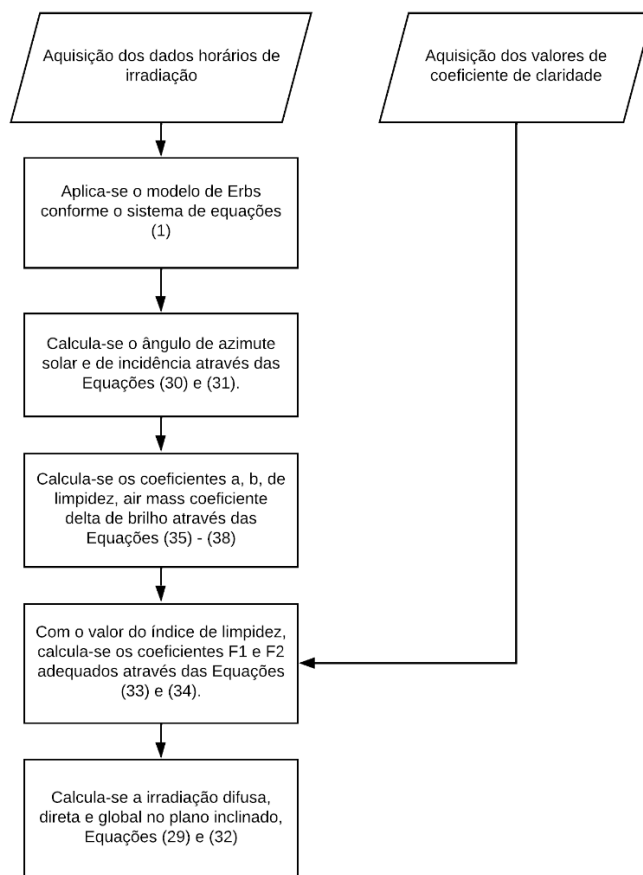 Aquisição dos dados horários de
irradiação
Aquisição dos valores de
coeficiente de claridade
Aplica-se o modelo de Erbs
conforme o sistema de equações
(1)
Calcula-se o ângulo de azimute
solar e de incidência através das
Equações (30) e (31).
Calcula-se os coeficientes a, b, de
limpidez, air mass coeficiente
delta de brilho através das
Equações (35) - (38)
Com o valor do índice de limpidez,
calcula-se os coeficientes F1 e F2
adequados através das Equações
(33) e (34).
Calcula-se a irradiação difusa,
direta e global no plano inclinado,
Equações (29) e (32)